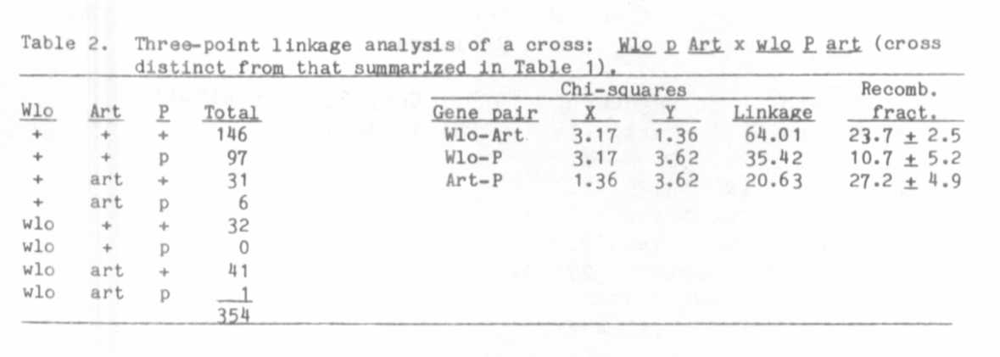 Table 2. Three-point linkage analysis of a cross: Wlo p Art x wlo P art (cross
distinct from that summarized in Table 1).
Chi-squares Recomb.
Wlo Art P Total Gene pair X Y Linkage fract.
+ + + 146 Wlo-Art 3.17 1.36 64.01 23.7 ± 2.5
+ + p 97 Wlo-P 3.17 3.62 35.42 10.7 ± 5.2
+ art + 31 Art-P 1.36 3.62 20.63 27.2 ± 4.9
+ art p 6
wlo + + 32
wlo + p 0
wlo art + 41
wlo art p 1
354